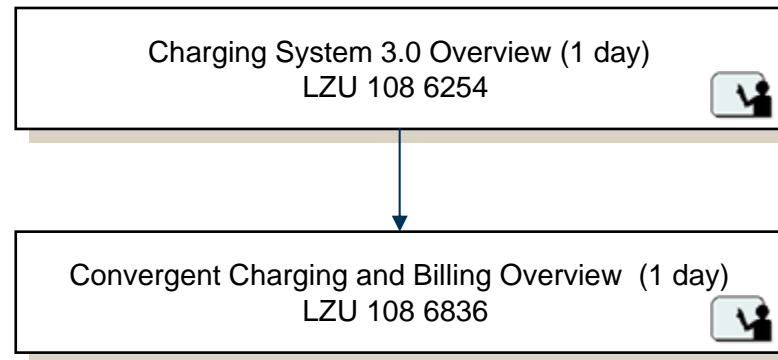 Charging System 3.0 Overview (1 day)
LZU 108 6254
Convergent Charging and Billing Overview  (1 day)
LZU 108 6836